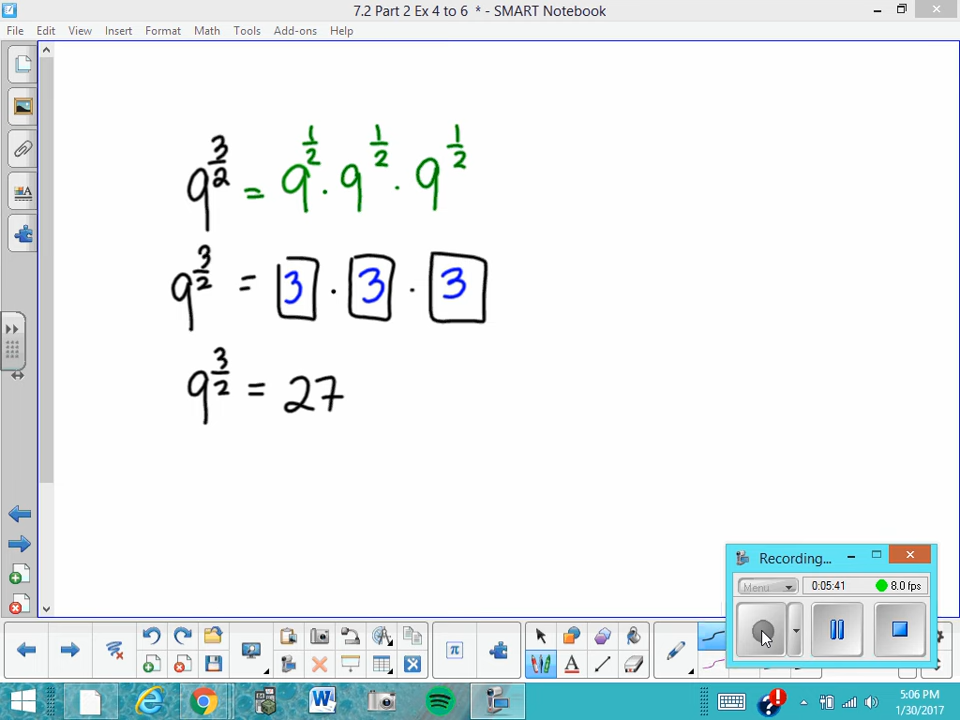 7.2 Part 2 Ex 4 to 6 * - SMART Notebook
File Edit View Insert Format Math Tools Add-ons Help
9^(3/2) = 9^(1/2) · 9^(1/2) · 9^(1/2)
9^(3/2) = 3 · 3 · 3
9^(3/2) = 27
Recording...
Menu 0:05:41 8.0 fps
π A
5:06 PM
1/30/2017